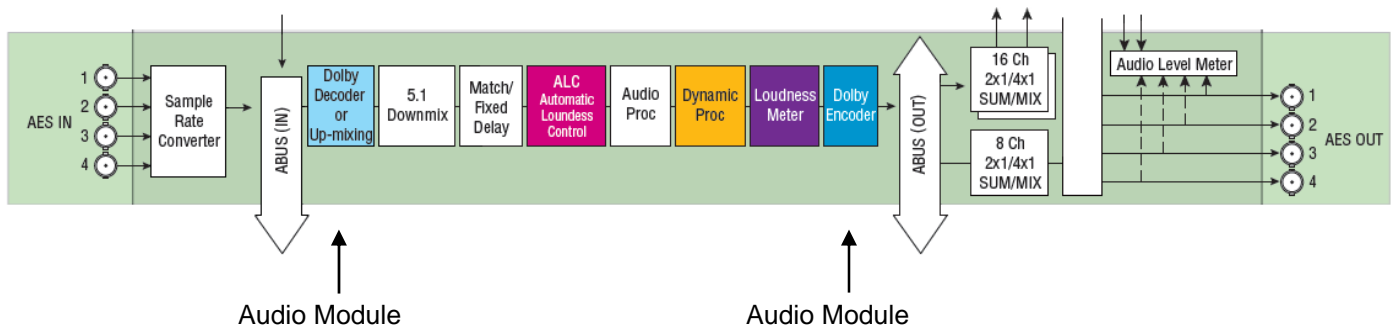 AES IN
1
2
3
4
Sample
Rate
Converter
ABUS (IN)
Dolby
Decoder
or
Up-mixing
5.1
Downmix
Match/
Fixed
Delay
ALC
Automatic
Loundess
Control
Audio
Proc
Dynamic
Proc
Loudness
Meter
Dolby
Encoder
ABUS (OUT)
16 Ch
2x1/4x1
SUM/MIX
8 Ch
2x1/4x1
SUM/MIX
Audio Level Meter
1
2
3
4
AES OUT
Audio Module
Audio Module